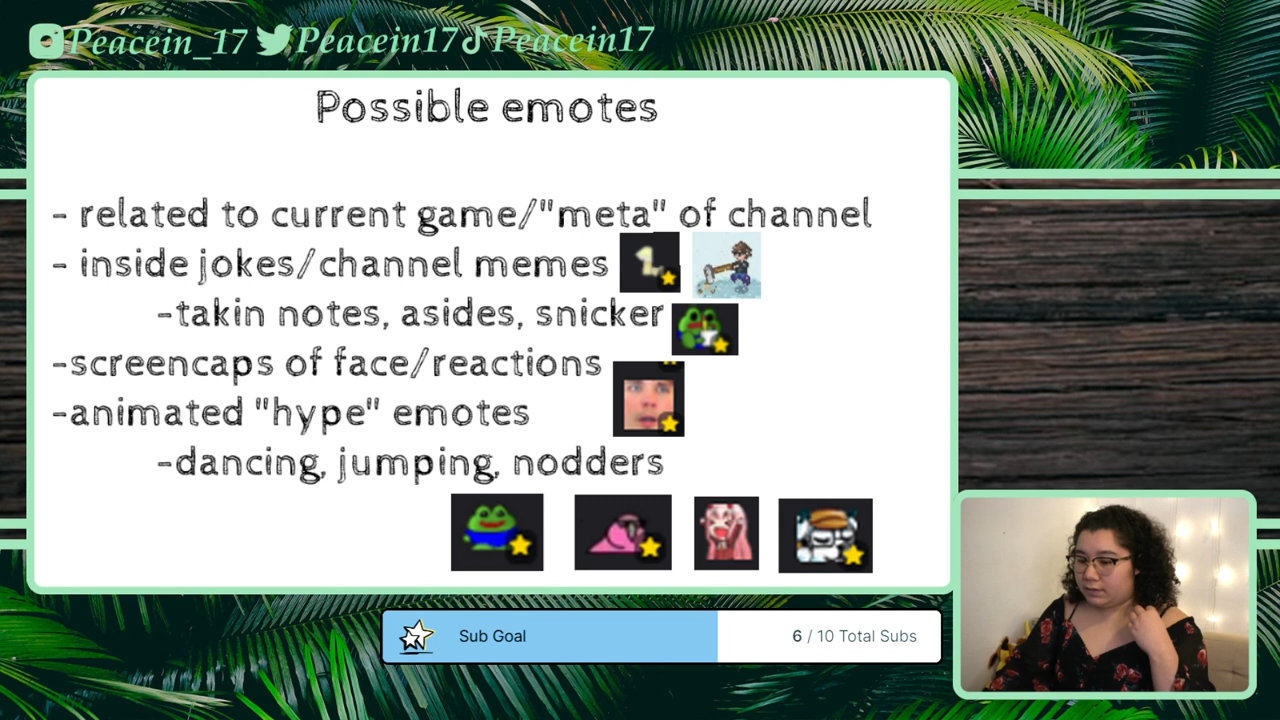 Peacein_17 Peacein17 Peacein17
Possible emotes
- related to current game/"meta" of channel
- inside jokes/channel memes
-takin notes, asides, snicker
-screencaps of face/reactions
-animated "hype" emotes
-dancing, jumping, nodders
Sub Goal 6 / 10 Total Subs